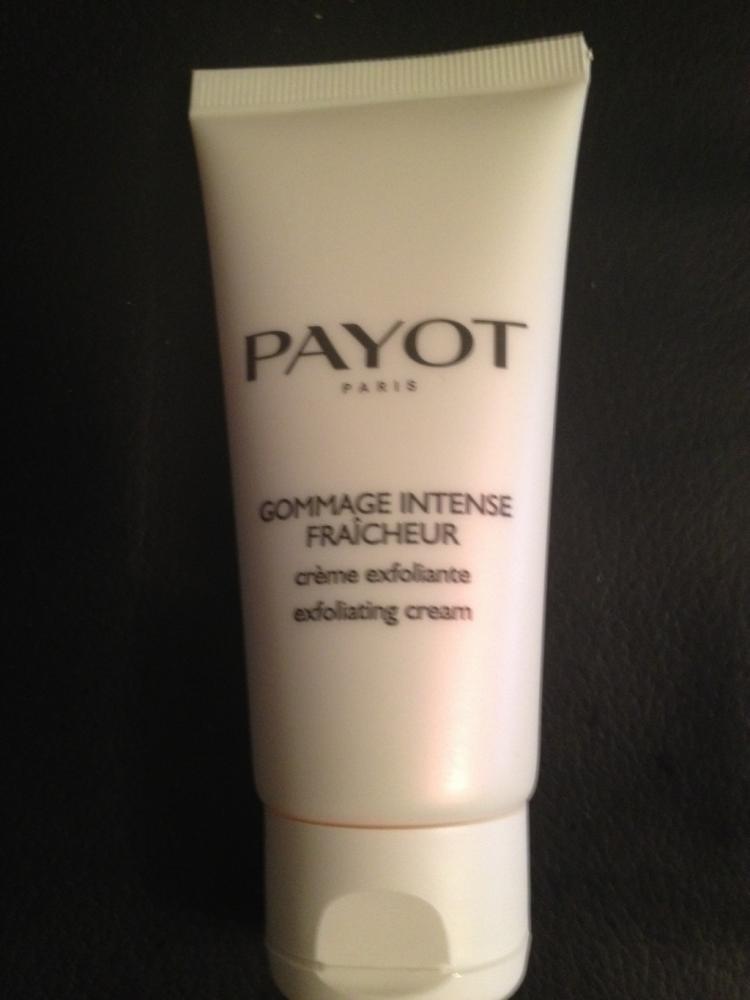 PAYOT
PARIS
GOMMAGE INTENSE
FRAÎCHEUR
crème exfoliante
exfoliating cream